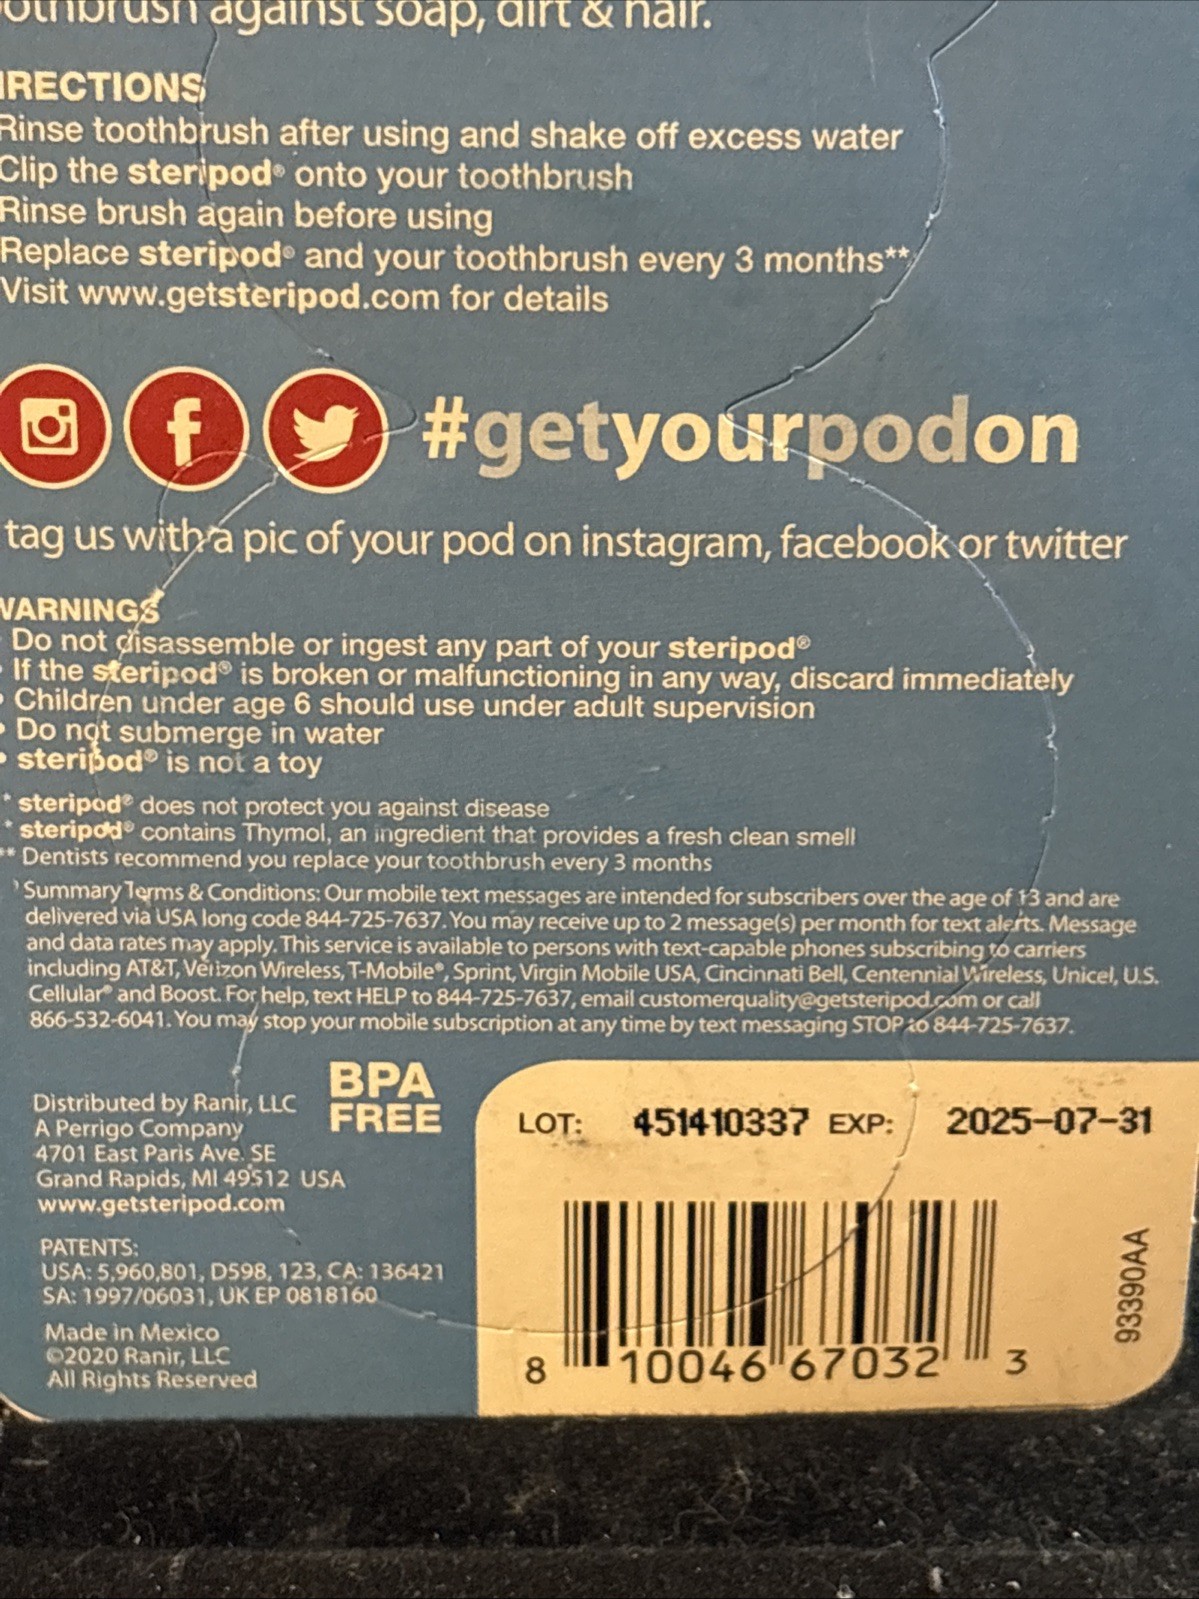 othbrush against soap, dirt & hair.
IRECTIONS
Rinse toothbrush after using and shake off excess water
Clip the steripod® onto your toothbrush
Rinse brush again before using
Replace steripod® and your toothbrush every 3 months**
Visit www.getsteripod.com for details
#getyourpodon
tag us with a pic of your pod on instagram, facebook or twitter
WARNINGS
• Do not disassemble or ingest any part of your steripod®
• If the steripod® is broken or malfunctioning in any way, discard immediately
• Children under age 6 should use under adult supervision
• Do not submerge in water
• steripod® is not a toy
* steripod® does not protect you against disease
* steripod® contains Thymol, an ingredient that provides a fresh clean smell
** Dentists recommend you replace your toothbrush every 3 months
Summary Terms & Conditions: Our mobile text messages are intended for subscribers over the age of 13 and are
delivered via USA long code 844-725-7637. You may receive up to 2 message(s) per month for text alerts. Message
and data rates may apply. This service is available to persons with text-capable phones subscribing to carriers
including AT&T, Verizon Wireless, T-Mobile®, Sprint, Virgin Mobile USA, Cincinnati Bell, Centennial Wireless, Unicel, U.S.
Cellular® and Boost. For help, text HELP to 844-725-7637, email customerquality@getsteripod.com or call
866-532-6041. You may stop your mobile subscription at any time by text messaging STOP to 844-725-7637.
Distributed by Ranir, LLC
A Perrigo Company
4701 East Paris Ave. SE
Grand Rapids, MI 49512 USA
www.getsteripod.com
BPA
FREE
PATENTS:
USA: 5,960,801, D598, 123, CA: 136421
SA: 1997/06031, UK EP 0818160
Made in Mexico
©2020 Ranir, LLC
All Rights Reserved
LOT: 451410337 EXP: 2025-07-31
8 10046 67032 3
93390AA